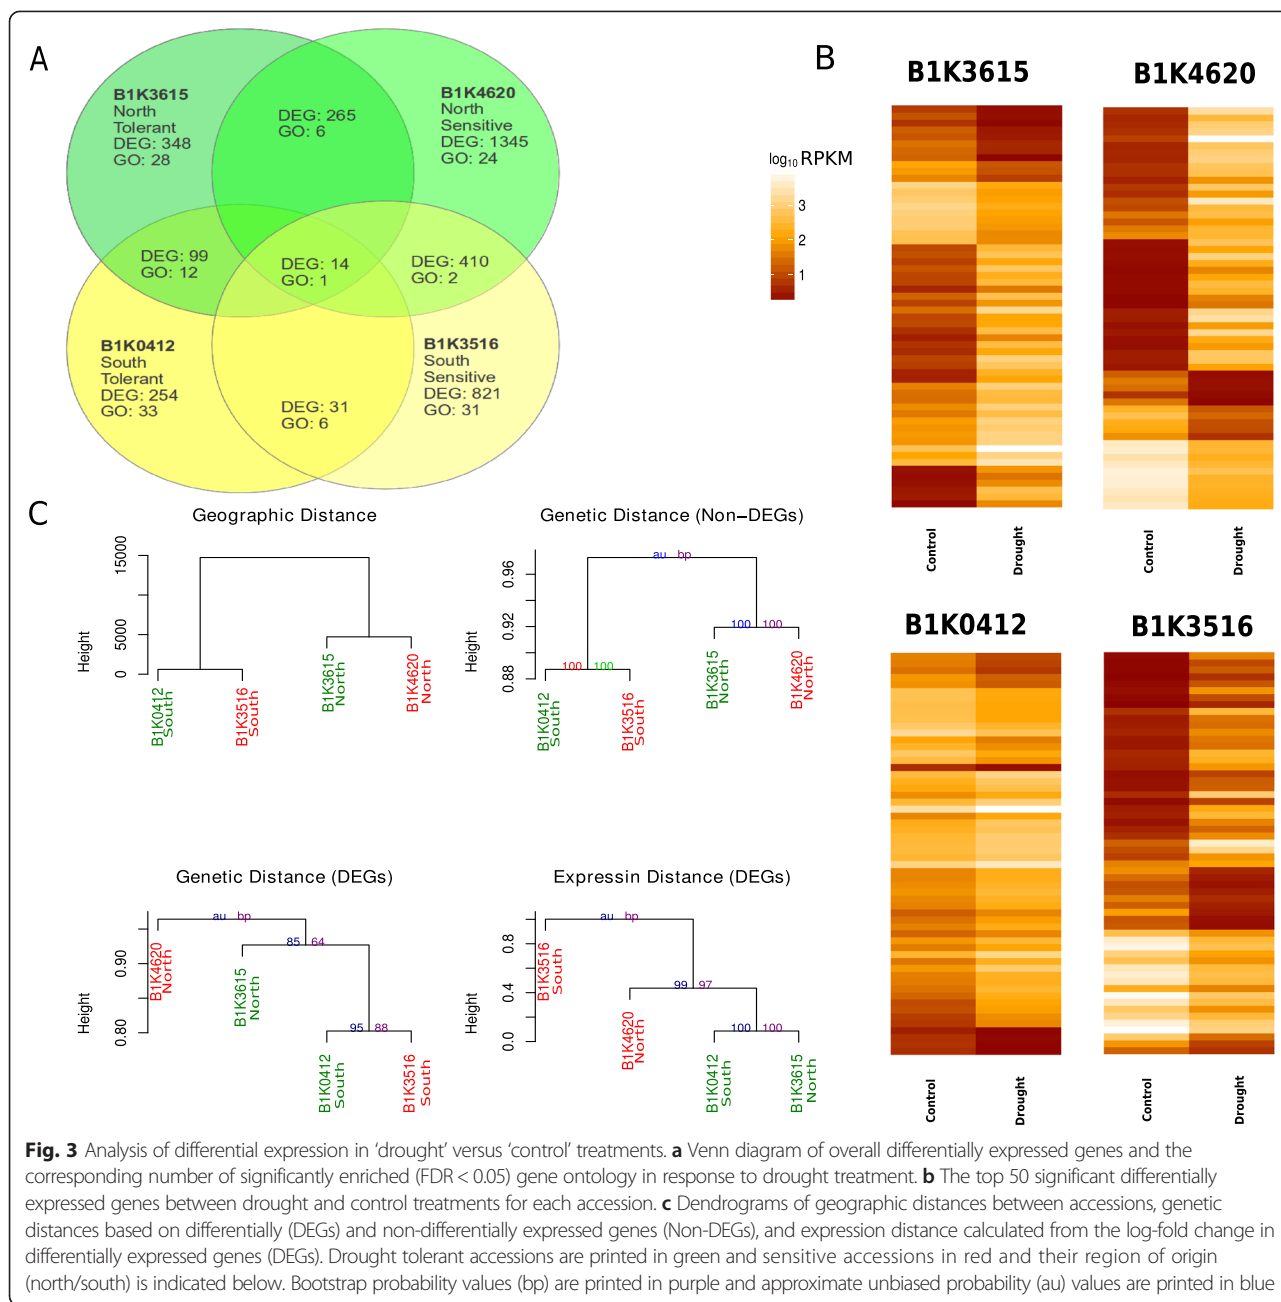 A
B1K3615
North
Tolerant
DEG: 348
GO: 28
DEG: 265
GO: 6
B1K4620
North
Sensitive
DEG: 1345
GO: 24
DEG: 99
GO: 12
DEG: 14
GO: 1
DEG: 410
GO: 2
B1K0412
South
Tolerant
DEG: 254
GO: 33
DEG: 31
GO: 6
B1K3516
South
Sensitive
DEG: 821
GO: 31
B
log10 RPKM
3
2
1
B1K3615
Control
Drought
B1K4620
Control
Drought
B1K0412
Control
Drought
B1K3516
Control
Drought
C
Geographic Distance
Height
15000
5000
0
B1K0412
South
B1K3516
South
B1K3615
North
B1K4620
North
Genetic Distance (Non-DEGs)
Height
0.96
0.92
0.88
au bp
100 100
100 100
B1K0412
South
B1K3516
South
B1K3615
North
B1K4620
North
Genetic Distance (DEGs)
Height
0.90
0.80
au bp
85 64
95 88
B1K4620
North
B1K3615
North
B1K0412
South
B1K3516
South
Expressin Distance (DEGs)
Height
0.8
0.4
0.0
au bp
99 97
100 100
B1K3516
South
B1K4620
North
B1K0412
South
B1K3615
North
Fig. 3 Analysis of differential expression in ‘drought’ versus ‘control’ treatments. a Venn diagram of overall differentially expressed genes and the
corresponding number of significantly enriched (FDR < 0.05) gene ontology in response to drought treatment. b The top 50 significant differentially
expressed genes between drought and control treatments for each accession. c Dendrograms of geographic distances between accessions, genetic
distances based on differentially (DEGs) and non-differentially expressed genes (Non-DEGs), and expression distance calculated from the log-fold change in
differentially expressed genes (DEGs). Drought tolerant accessions are printed in green and sensitive accessions in red and their region of origin
(north/south) is indicated below. Bootstrap probability values (bp) are printed in purple and approximate unbiased probability (au) values are printed in blue